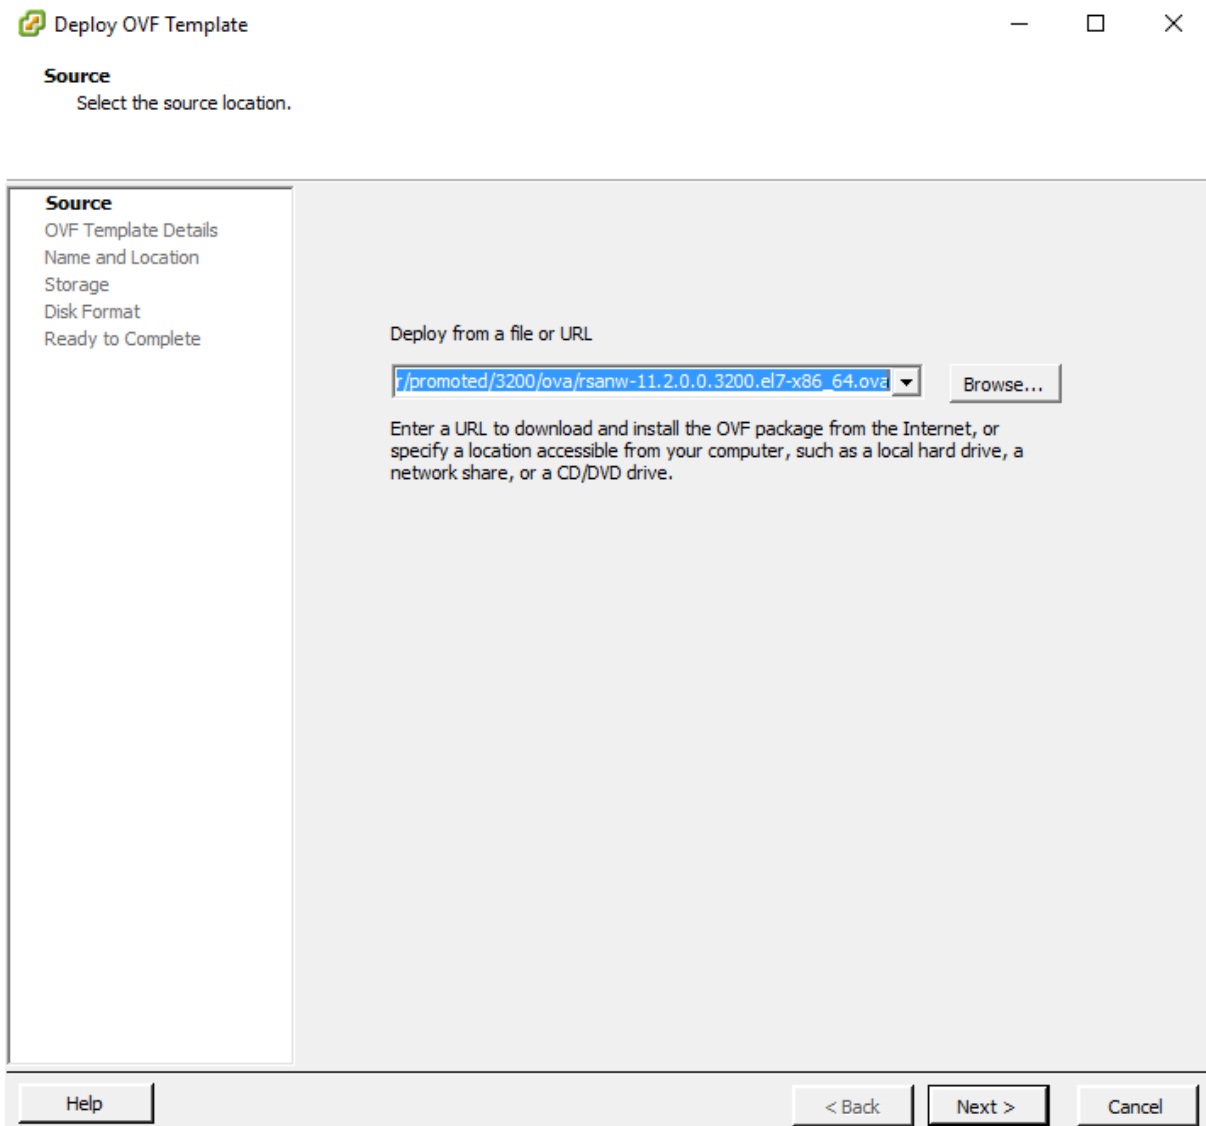 Deploy OVF Template
Source
Select the source location.
Source
OVF Template Details
Name and Location
Storage
Disk Format
Ready to Complete
Deploy from a file or URL
r/promoted/3200/ova/rsanw-11.2.0.0.3200.el7-x86_64.ova
Browse...
Enter a URL to download and install the OVF package from the Internet, or
specify a location accessible from your computer, such as a local hard drive, a
network share, or a CD/DVD drive.
Help
< Back
Next >
Cancel